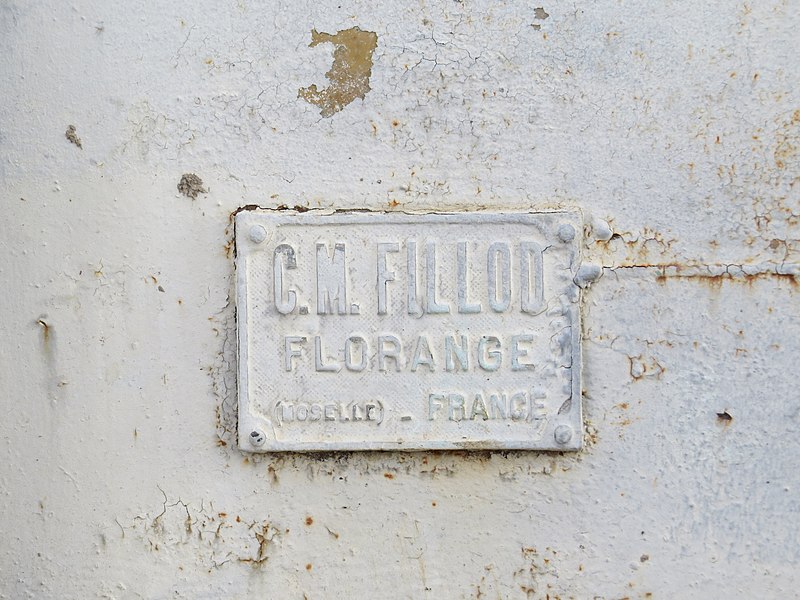 C.M. FILLOD
FLORANGE
(MOSELLE) - FRANCE